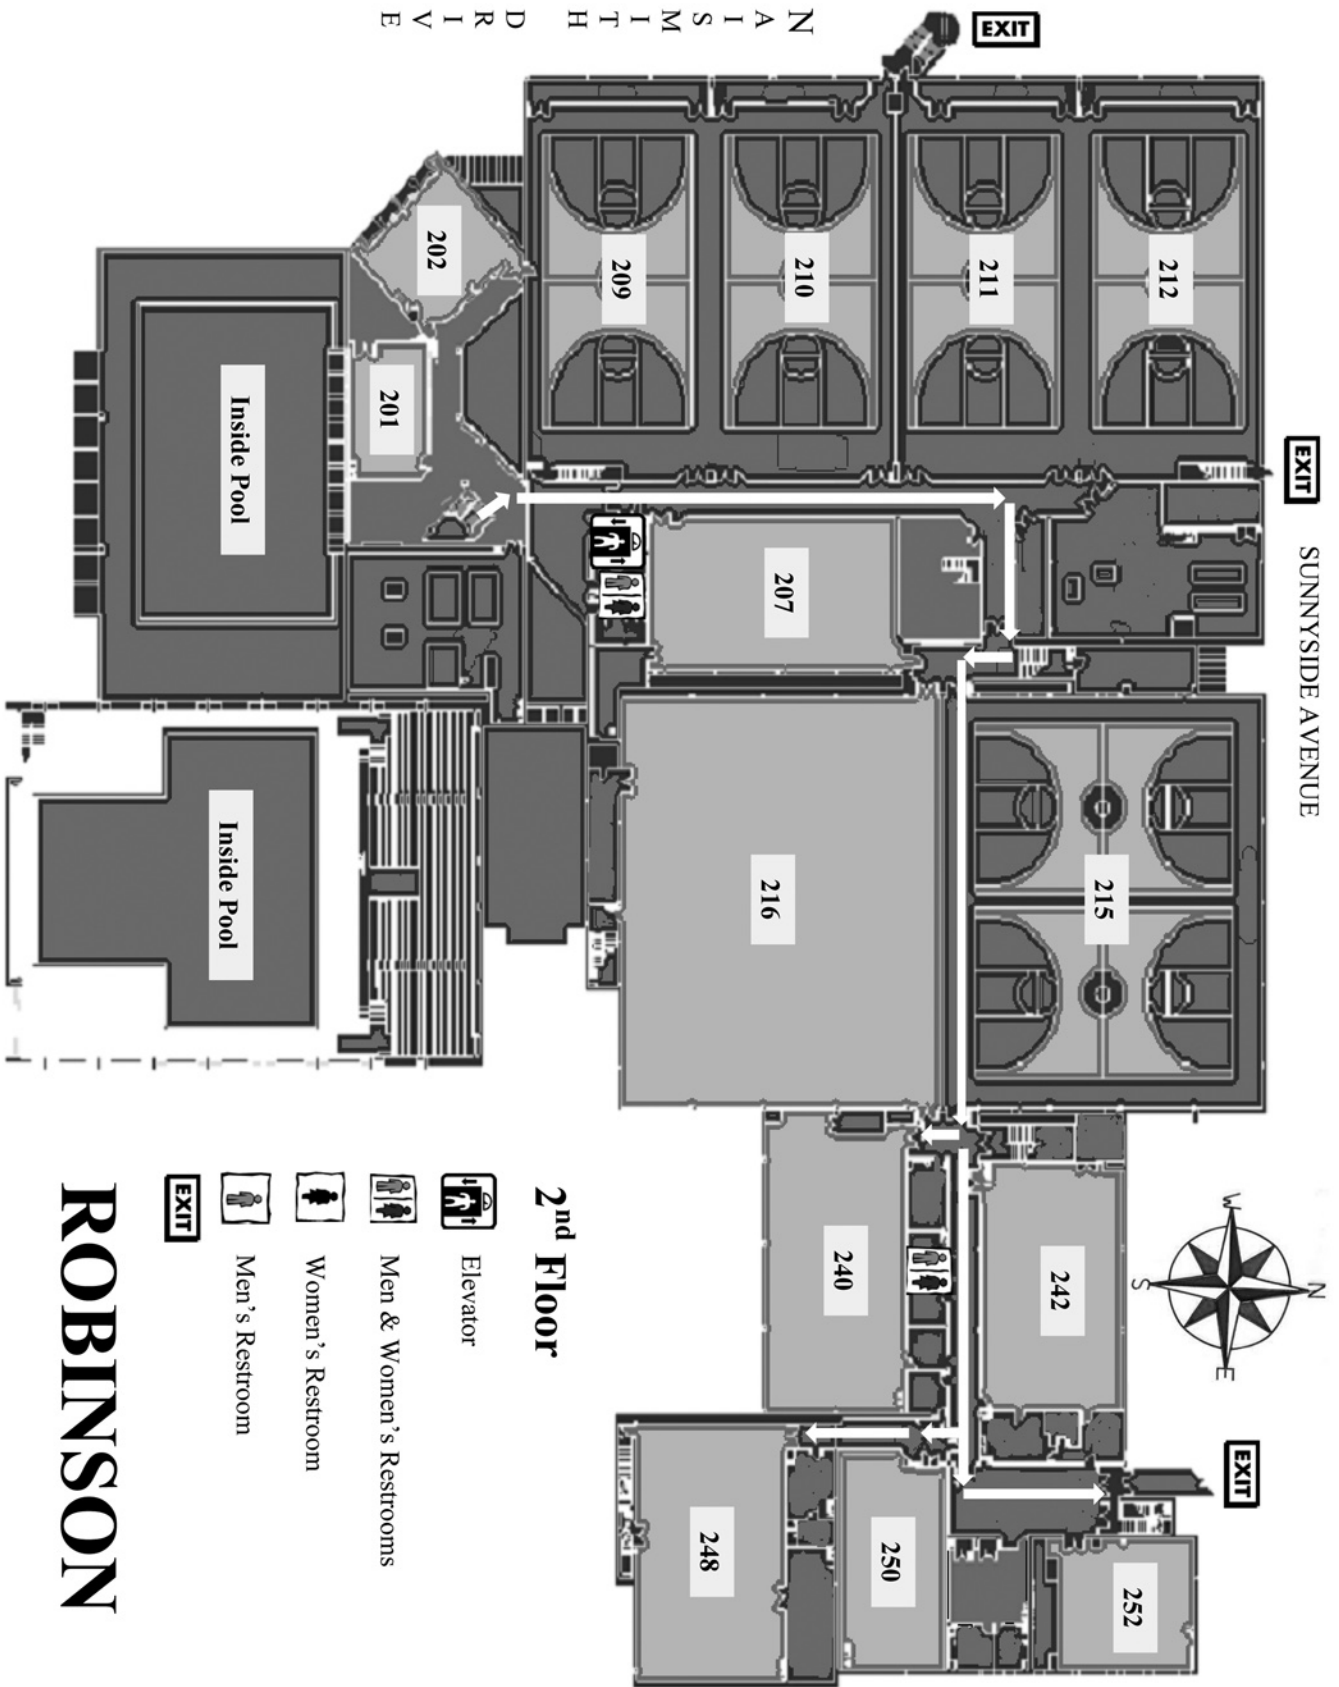 SUNNYSIDE AVENUE
EXIT
EXIT
EXIT
N
W
E
S
NAISMITH DRIVE
212
211
210
209
215
242
252
207
216
240
250
248
202
201
Inside Pool
Inside Pool
2nd Floor
Elevator
Men & Women's Restrooms
Women's Restroom
Men's Restroom
EXIT
ROBINSON